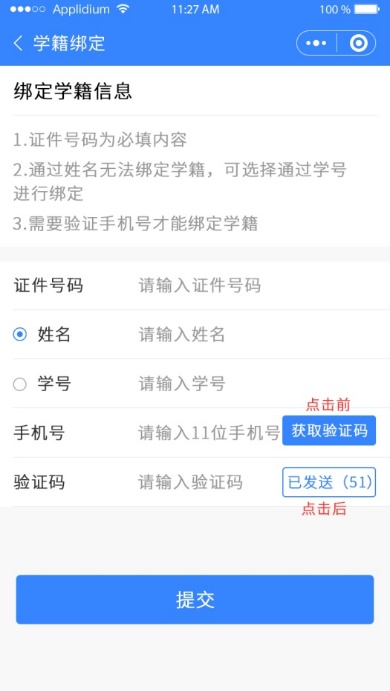 Applidium 11:27 AM 100 %
学籍绑定
绑定学籍信息
1.证件号码为必填内容
2.通过姓名无法绑定学籍，可选择通过学号
进行绑定
3.需要验证手机号才能绑定学籍
证件号码 请输入证件号码
姓名 请输入姓名
学号 请输入学号
点击前
手机号 请输入11位手机号 获取验证码
验证码 请输入验证码 已发送（51）
点击后
提交